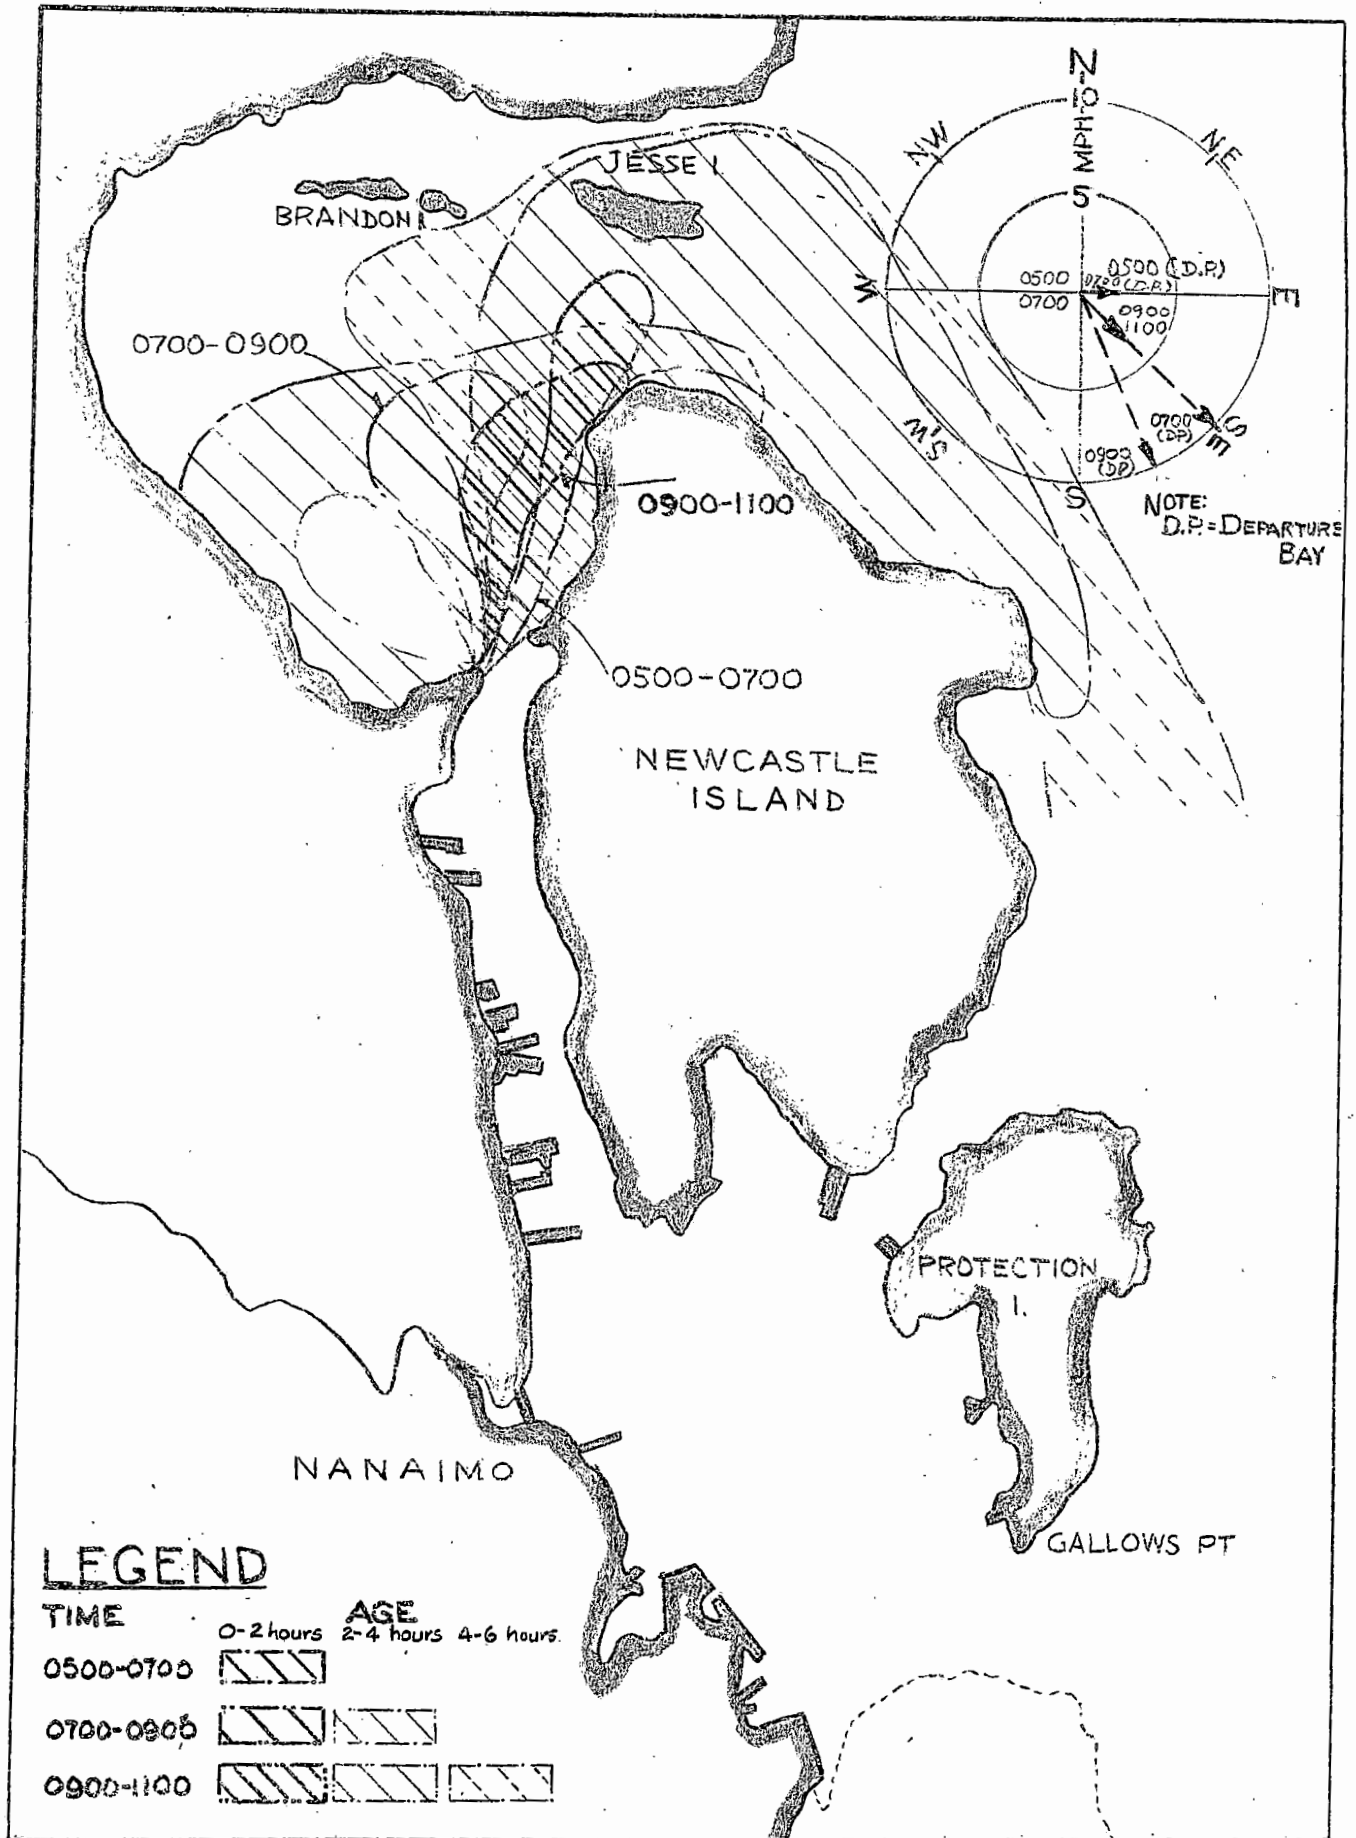 N
10
MPH
5
NW
NE
W
E
S
SE
0500
0700
0500 (D.P.)
0700 (D.P.)
0900
1100
0700
(DP)
0900
(DP)
NOTE:
D.P. = DEPARTURE
BAY
JESSE I
BRANDON I
0700-0900
M'S
0900-1100
0500-0700
NEWCASTLE
ISLAND
PROTECTION
I.
NANAIMO
GALLOWS PT
LEGEND
TIME
AGE
0-2 hours 2-4 hours 4-6 hours.
0500-0700
0700-0900
0900-1100